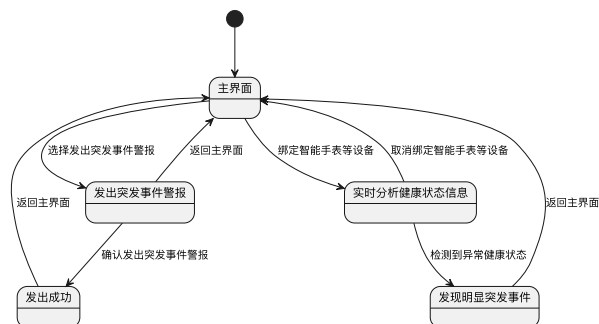 主界面
选择发出突发事件警报
返回主界面
绑定智能手表等设备
取消绑定智能手表等设备
发出突发事件警报
实时分析健康状态信息
返回主界面
返回主界面
确认发出突发事件警报
检测到异常健康状态
发出成功
发现明显突发事件